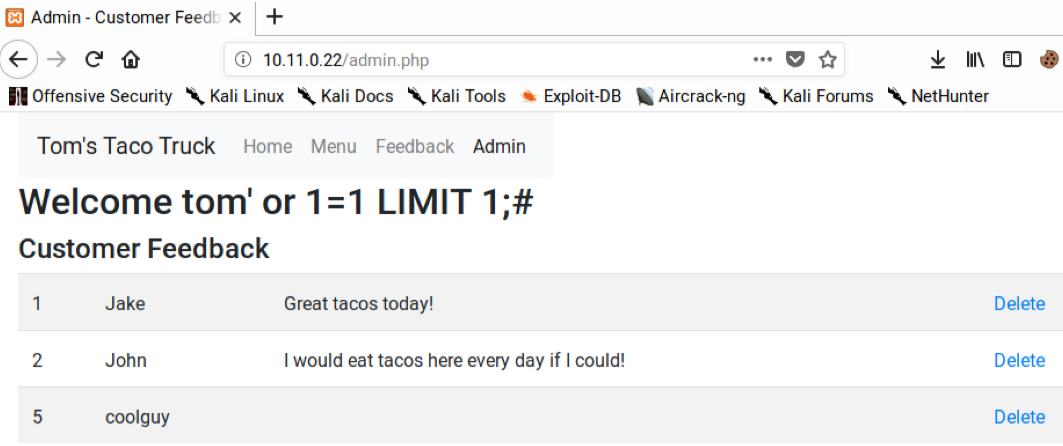 Admin - Customer Feedb
10.11.0.22/admin.php
Offensive Security Kali Linux Kali Docs Kali Tools Exploit-DB Aircrack-ng Kali Forums NetHunter
Tom's Taco Truck Home Menu Feedback Admin
Welcome tom' or 1=1 LIMIT 1;#
Customer Feedback
1 Jake Great tacos today! Delete
2 John I would eat tacos here every day if I could! Delete
5 coolguy Delete